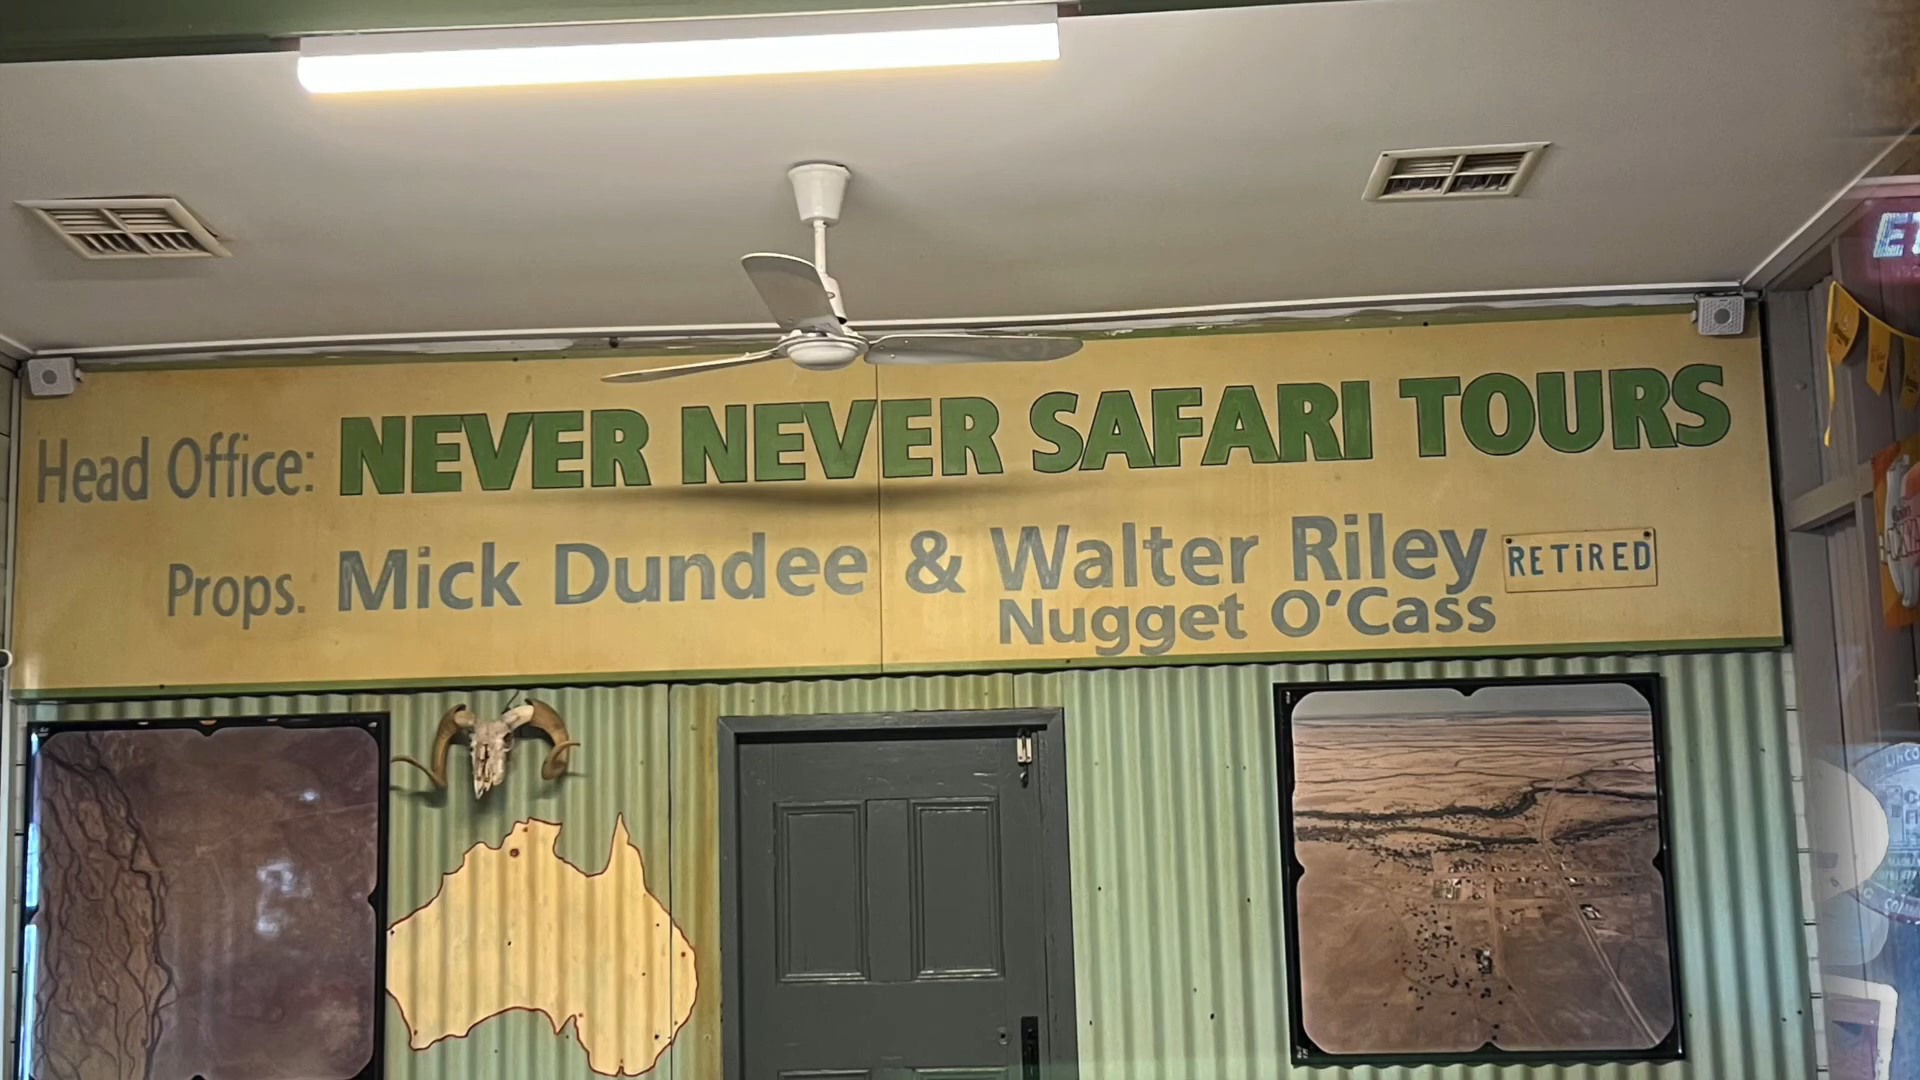 Head Office: NEVER NEVER SAFARI TOURS
Props. Mick Dundee & Walter Riley RETiRED
Nugget O'Cass